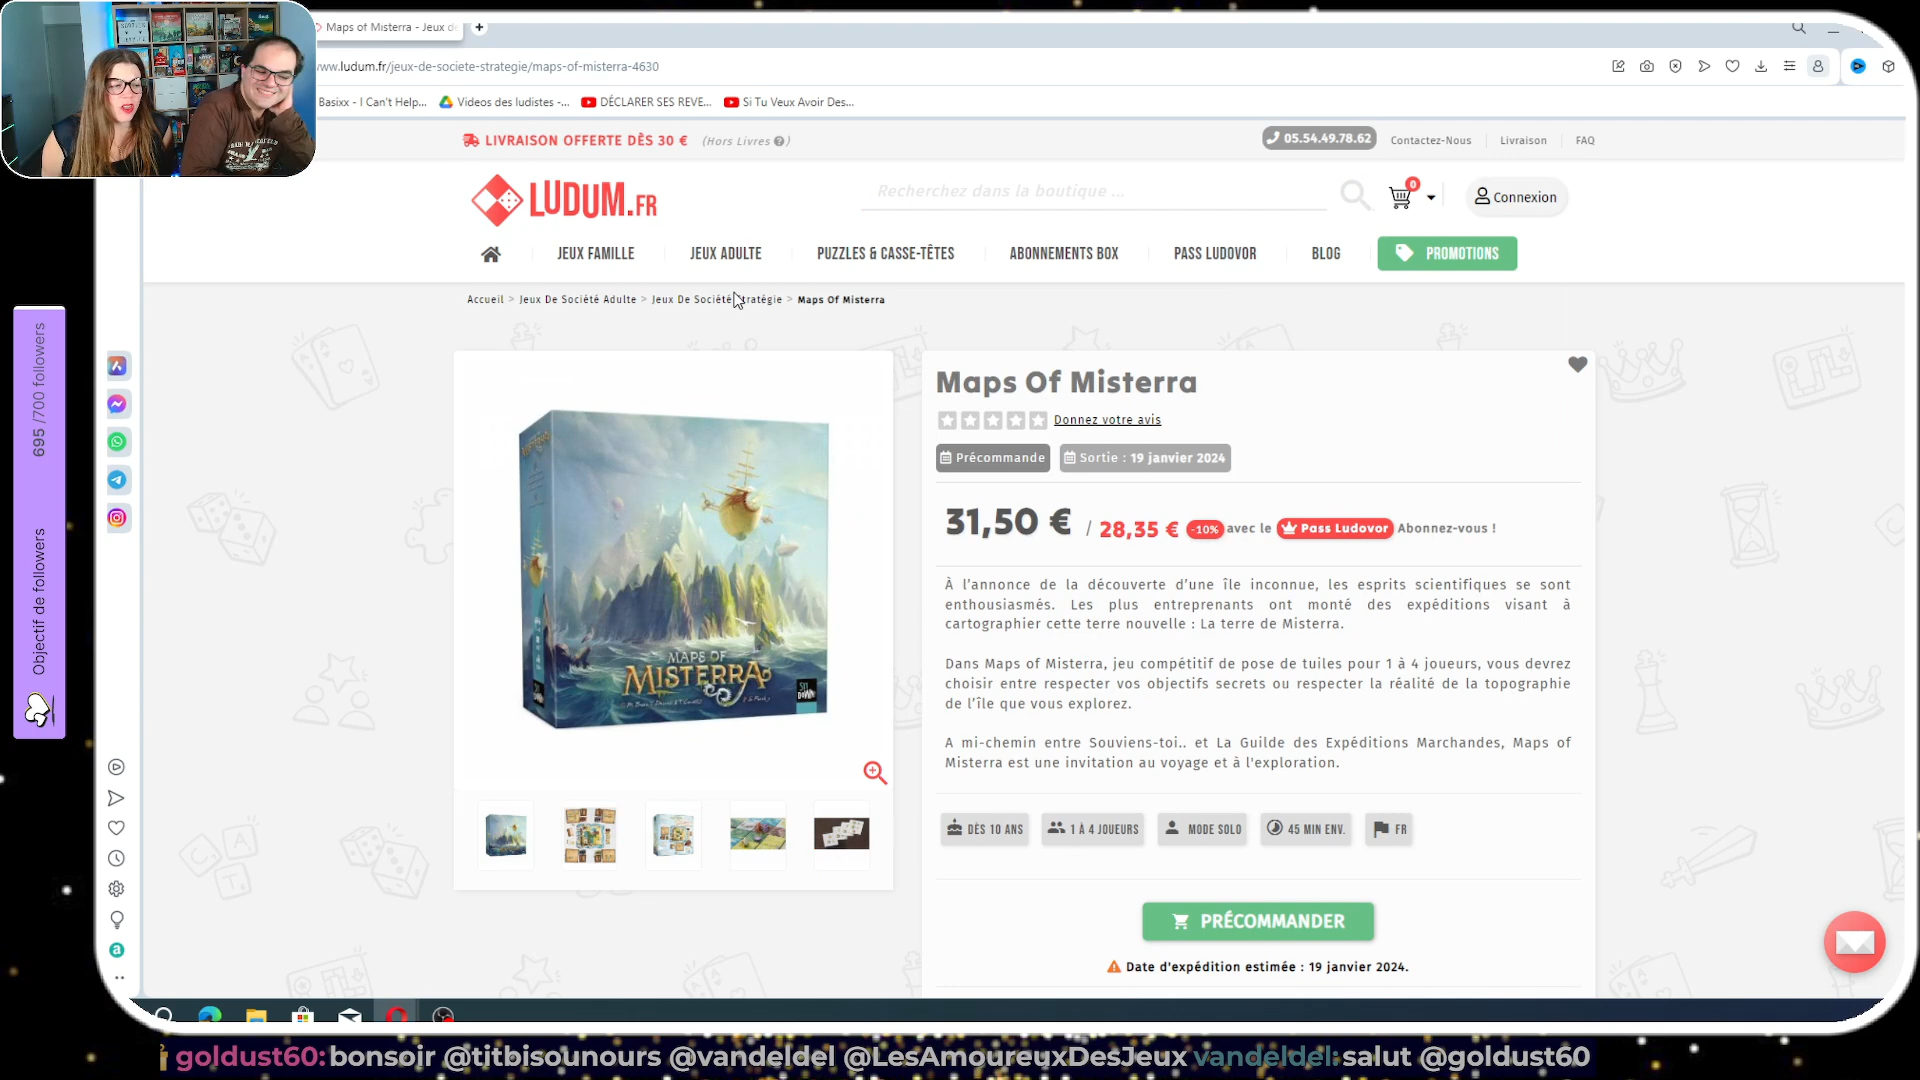 Maps of Misterra - Jeux de
www.ludum.fr/jeux-de-societe-strategie/maps-of-misterra-4630
Basixx - I Can't Help...
Videos des ludistes -...
DÉCLARER SES REVE...
Si Tu Veux Avoir Des...
LIVRAISON OFFERTE DÈS 30 € (Hors Livres)
05.54.49.78.62
Contactez-Nous
Livraison
FAQ
LUDUM.FR
Recherchez dans la boutique ...
0
Connexion
JEUX FAMILLE
JEUX ADULTE
PUZZLES & CASSE-TÊTES
ABONNEMENTS BOX
PASS LUDOVOR
BLOG
PROMOTIONS
Accueil > Jeux De Société Adulte > Jeux De Société Stratégie > Maps Of Misterra
MAPS OF
MISTERRA
Maps Of Misterra
Donnez votre avis
Précommande
Sortie : 19 janvier 2024
31,50 € / 28,35 € -10% avec le Pass Ludovor Abonnez-vous !
À l'annonce de la découverte d'une île inconnue, les esprits scientifiques se sont
enthousiasmés. Les plus entreprenants ont monté des expéditions visant à
cartographier cette terre nouvelle : La terre de Misterra.
Dans Maps of Misterra, jeu compétitif de pose de tuiles pour 1 à 4 joueurs, vous devrez
choisir entre respecter vos objectifs secrets ou respecter la réalité de la topographie
de l'île que vous explorez.
A mi-chemin entre Souviens-toi.. et La Guilde des Expéditions Marchandes, Maps of
Misterra est une invitation au voyage et à l'exploration.
DÈS 10 ANS
1 À 4 JOUEURS
MODE SOLO
45 MIN ENV.
FR
PRÉCOMMANDER
Date d'expédition estimée : 19 janvier 2024.
Objectif de followers
695 /700 followers
goldust60: bonsoir @titbisounours @vandeldel @LesAmoureuxDesJeux vandeldel: salut @goldust60